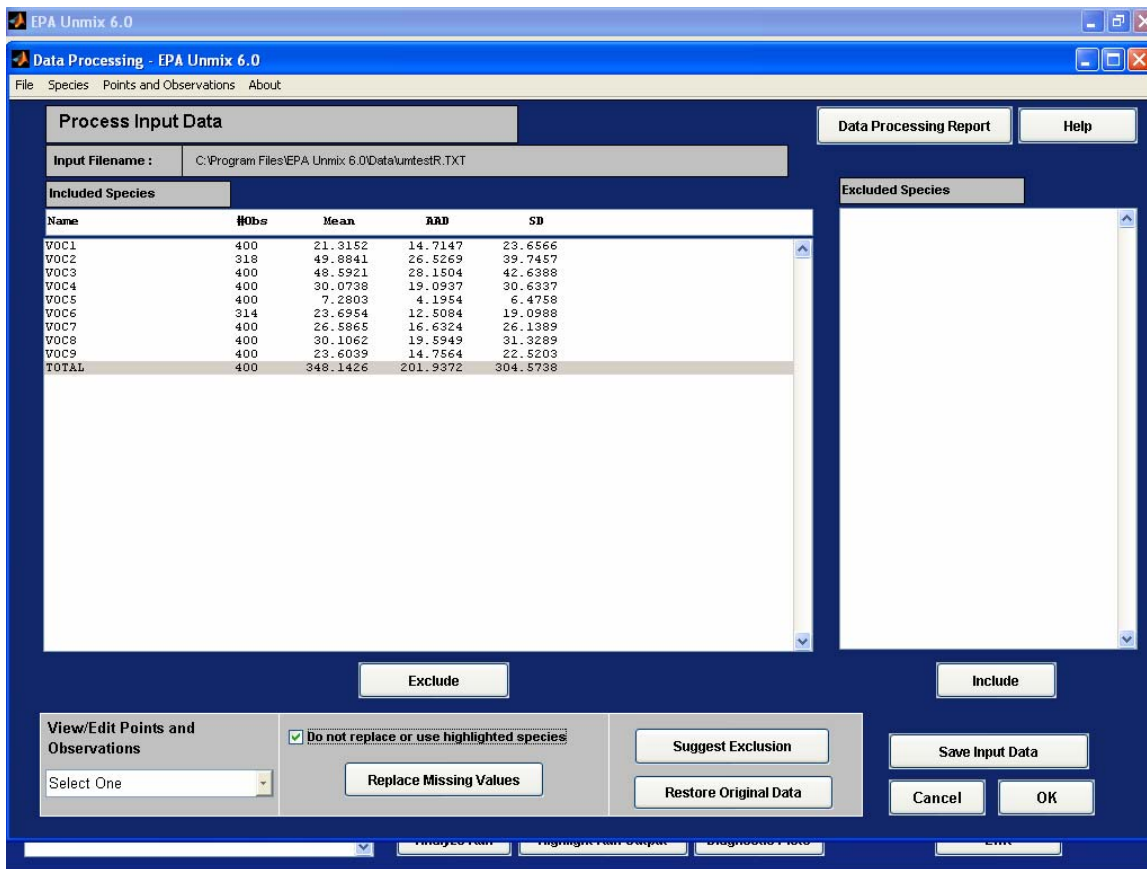 EPA Unmix 6.0
Data Processing - EPA Unmix 6.0
File Species Points and Observations About
Process Input Data
Data Processing Report
Help
Input Filename : C:\Program Files\EPA Unmix 6.0\Data\umtestR.TXT
Included Species
Excluded Species
Name #Obs Mean AAD SD
VOC1 400 21.3152 14.7147 23.6566
VOC2 318 49.8841 26.5269 39.7457
VOC3 400 48.5921 28.1504 42.6388
VOC4 400 30.0738 19.0937 30.6337
VOC5 400 7.2803 4.1954 6.4758
VOC6 314 23.6954 12.5084 19.0988
VOC7 400 26.5865 16.6324 26.1389
VOC8 400 30.1062 19.5949 31.3289
VOC9 400 23.6039 14.7564 22.5203
TOTAL 400 348.1426 201.9372 304.5738
Exclude
Include
View/Edit Points and
Observations
Select One
Do not replace or use highlighted species
Replace Missing Values
Suggest Exclusion
Restore Original Data
Save Input Data
Cancel
OK